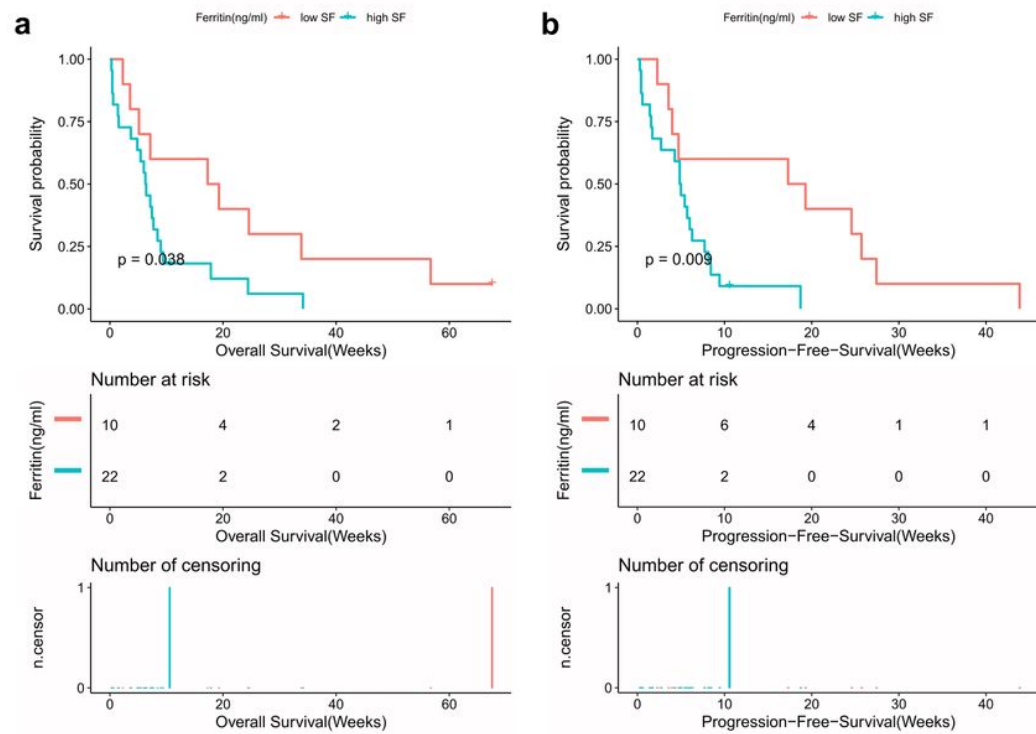 a
Ferritin(ng/ml) low SF high SF
Survival probability
1.00
0.75
0.50
0.25
0.00
p = 0.038
0 20 40 60
Overall Survival(Weeks)
Number at risk
Ferritin(ng/ml)
10 4 2 1
22 2 0 0
0 20 40 60
Overall Survival(Weeks)
Number of censoring
n.censor
1
0
0 20 40 60
Overall Survival(Weeks)
b
Ferritin(ng/ml) low SF high SF
Survival probability
1.00
0.75
0.50
0.25
0.00
p = 0.009
0 10 20 30 40
Progression−Free−Survival(Weeks)
Number at risk
Ferritin(ng/ml)
10 6 4 1 1
22 2 0 0 0
0 10 20 30 40
Progression−Free−Survival(Weeks)
Number of censoring
n.censor
1
0
0 10 20 30 40
Progression−Free−Survival(Weeks)